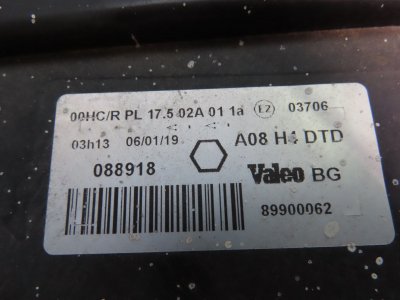 00HC/R PL 17.5 02A 01 1a E2 03706
03h13 06/01/19 A08 H4 DTD
088918 Valeo BG
89900062